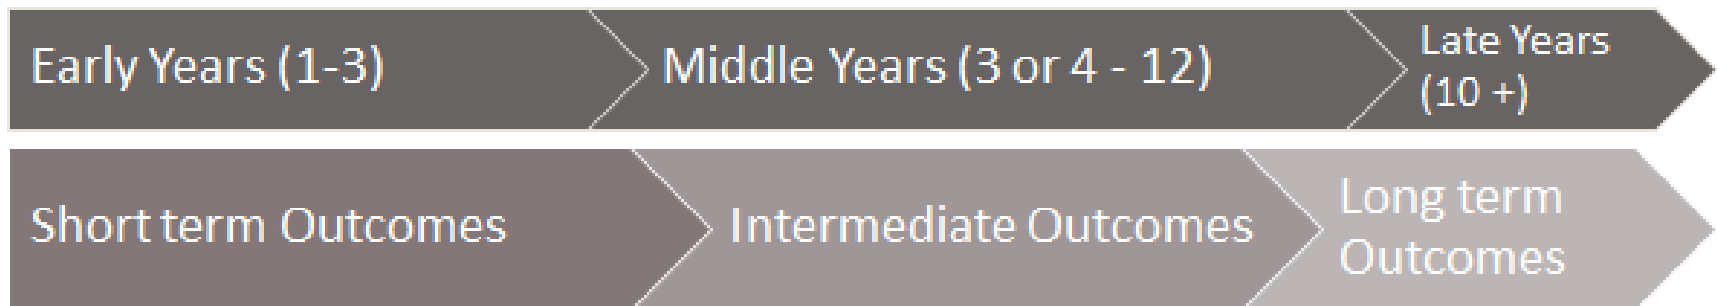 Early Years (1-3)
Middle Years (3 or 4 - 12)
Late Years
(10 +)
Short term Outcomes
Intermediate Outcomes
Long term
Outcomes